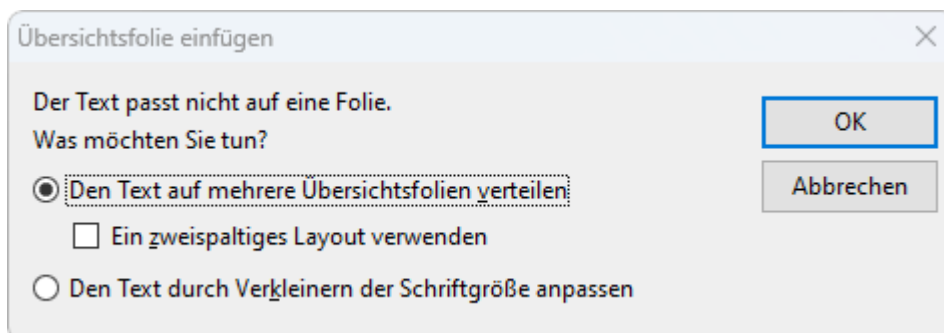 Übersichtsfolie einfügen
Der Text passt nicht auf eine Folie.
Was möchten Sie tun?
OK
Den Text auf mehrere Übersichtsfolien verteilen
Abbrechen
Ein zweispaltiges Layout verwenden
Den Text durch Verkleinern der Schriftgröße anpassen